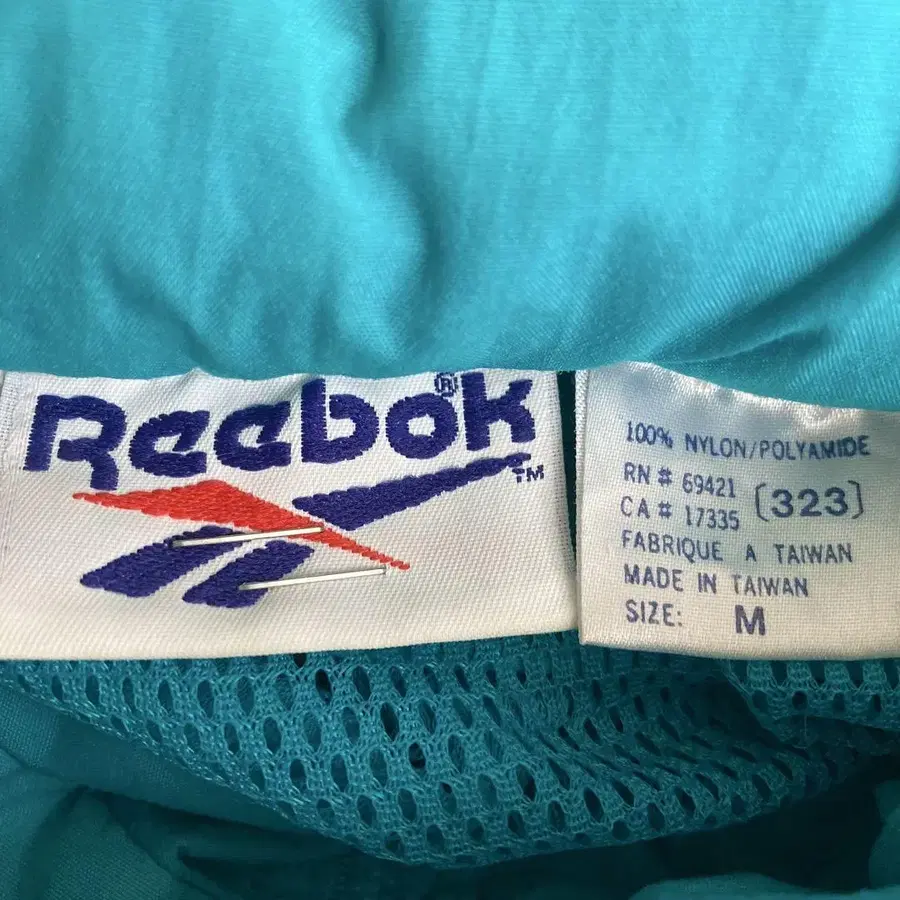 Reebok®
TM
100% NYLON/POLYAMIDE
RN # 69421
CA # 17335 [323]
FABRIQUE A TAIWAN
MADE IN TAIWAN
SIZE: M